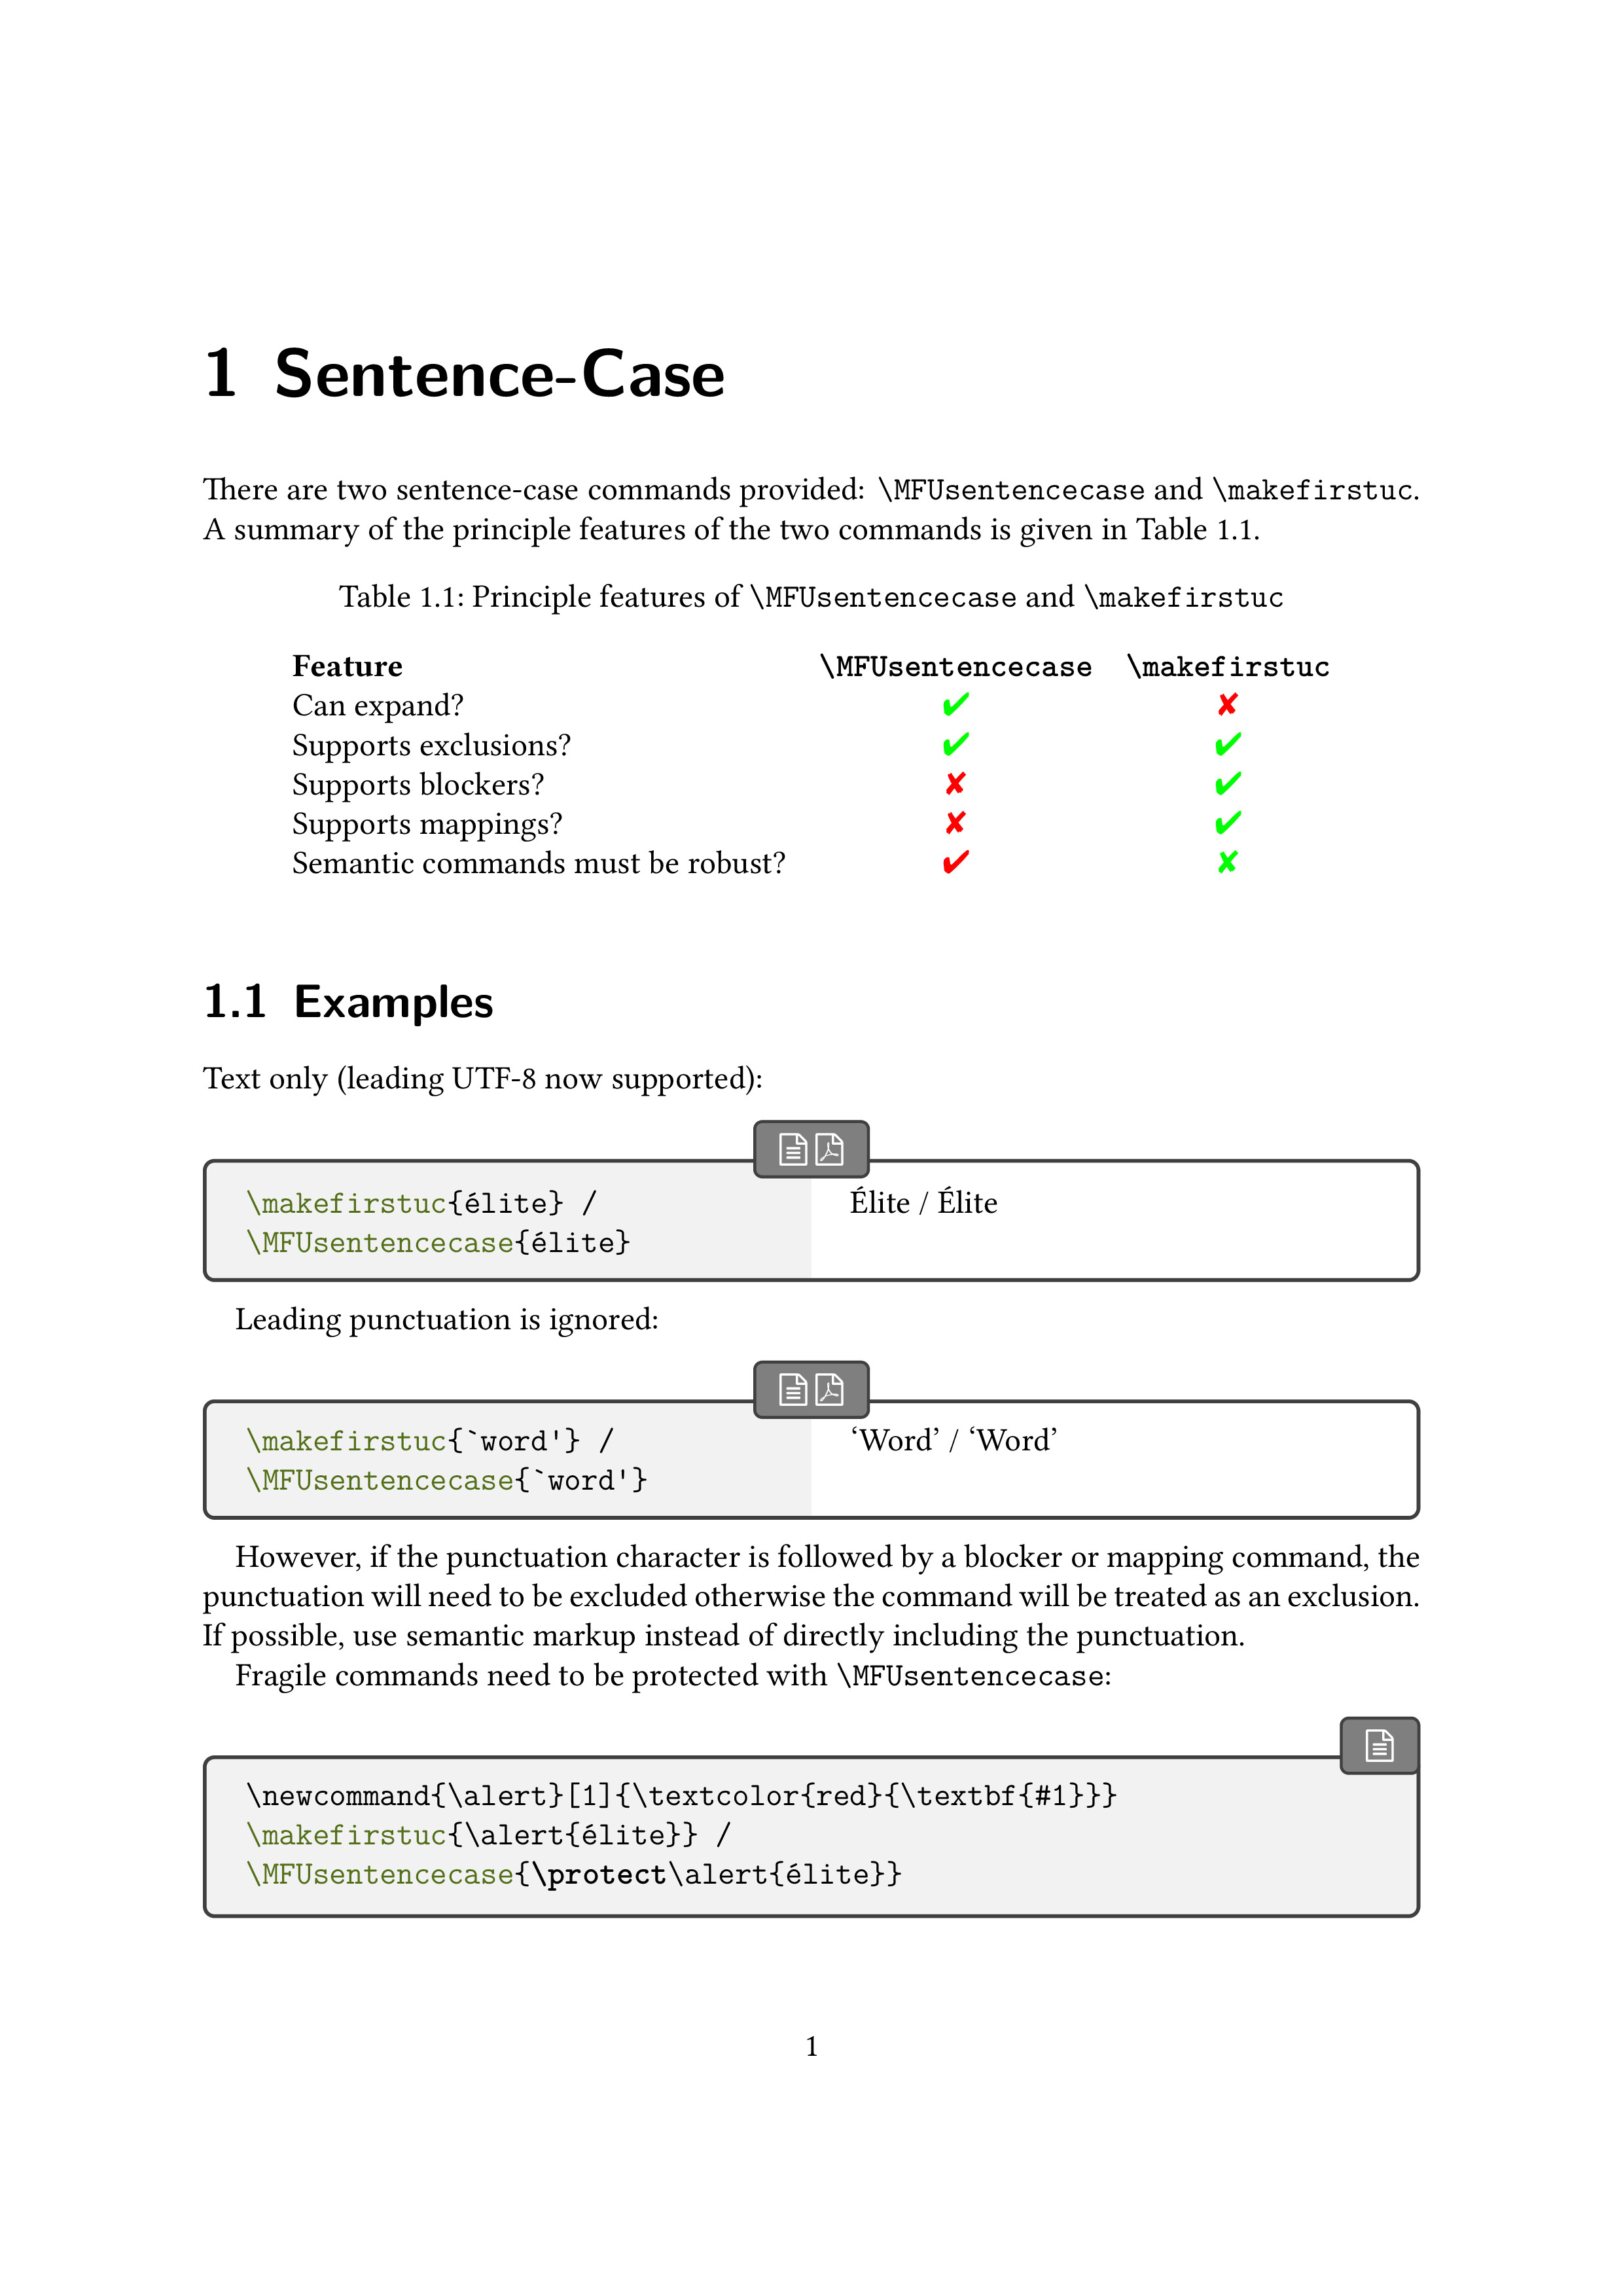 1 Sentence-Case
There are two sentence-case commands provided: \MFUsentencecase and \makefirstuc.
A summary of the principle features of the two commands is given in Table 1.1.
Table 1.1: Principle features of \MFUsentencecase and \makefirstuc
Feature \MFUsentencecase \makefirstuc
Can expand? ✔ ✘
Supports exclusions? ✔ ✔
Supports blockers? ✘ ✔
Supports mappings? ✘ ✔
Semantic commands must be robust? ✔ ✘
1.1 Examples
Text only (leading UTF-8 now supported):
\makefirstuc{élite} /
\MFUsentencecase{élite}
Élite / Élite
Leading punctuation is ignored:
\makefirstuc{`word'} /
\MFUsentencecase{`word'}
‘Word’ / ‘Word’
However, if the punctuation character is followed by a blocker or mapping command, the
punctuation will need to be excluded otherwise the command will be treated as an exclusion.
If possible, use semantic markup instead of directly including the punctuation.
Fragile commands need to be protected with \MFUsentencecase:
\newcommand{\alert}[1]{\textcolor{red}{\textbf{#1}}}
\makefirstuc{\alert{élite}} /
\MFUsentencecase{\protect\alert{élite}}
1